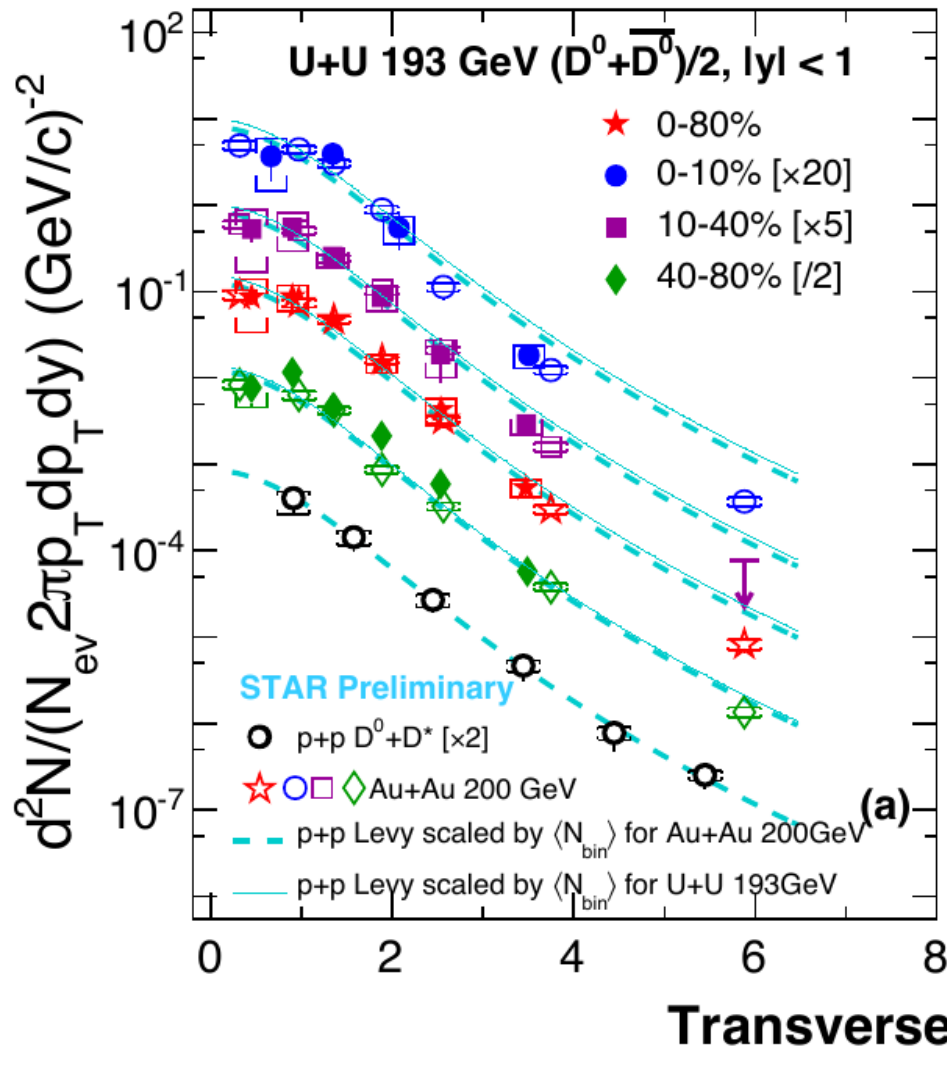 d²N/(N_ev 2πp_T dp_T dy) (GeV/c)⁻²
10²
10⁻¹
10⁻⁴
10⁻⁷
U+U 193 GeV (D⁰+D̅⁰)/2, |y| < 1
0-80%
0-10% [×20]
10-40% [×5]
40-80% [/2]
STAR Preliminary
p+p D⁰+D* [×2]
Au+Au 200 GeV
(a)
p+p Levy scaled by ⟨N_bin⟩ for Au+Au 200GeV
p+p Levy scaled by ⟨N_bin⟩ for U+U 193GeV
0 2 4 6 8
Transverse